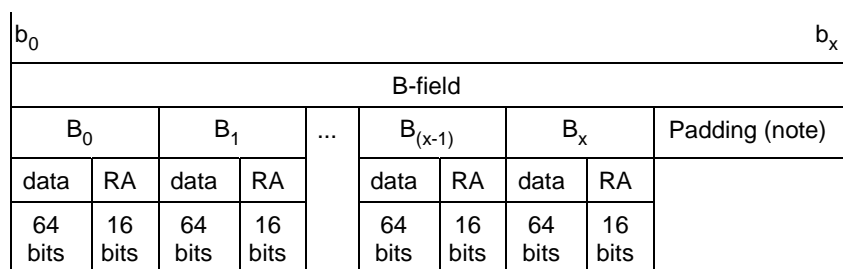 b0 bx
B-field
B0 B1 ... B(x-1) Bx Padding (note)
data RA data RA data RA data RA
64 bits 16 bits 64 bits 16 bits 64 bits 16 bits 64 bits 16 bits